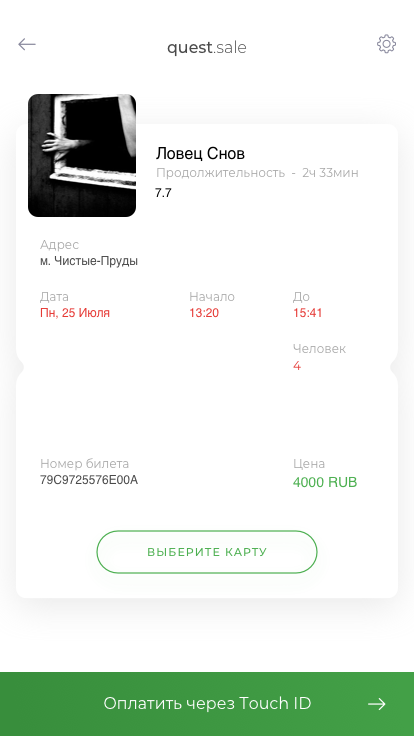 quest.sale
Ловец Снов
Продолжительность - 2ч 33мин
7.7
Адрес
м. Чистые-Пруды
Дата
Начало
До
Пн, 25 Июля
13:20
15:41
Человек
4
Номер билета
Цена
79C9725576E00A
4000 RUB
ВЫБЕРИТЕ КАРТУ
Оплатить через Touch ID